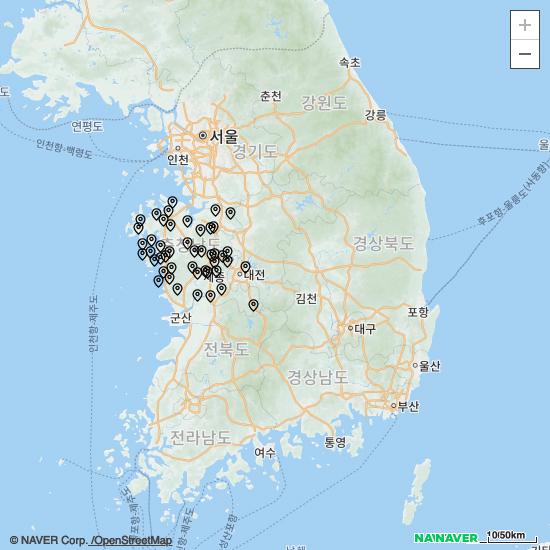 +
−
속초
춘천
강원도
도
강릉
연평도
서울
울
인천항-백령도
인천
경기도
후포항-울릉도(사동항)
경상북도
대전
김천
인천항-제주도
군산
포항
대구
전북도
울산
경상남도
부산
전라남도
통영
여수
© NAVER Corp. /OpenStreetMap
NA!NAVER
10/50km